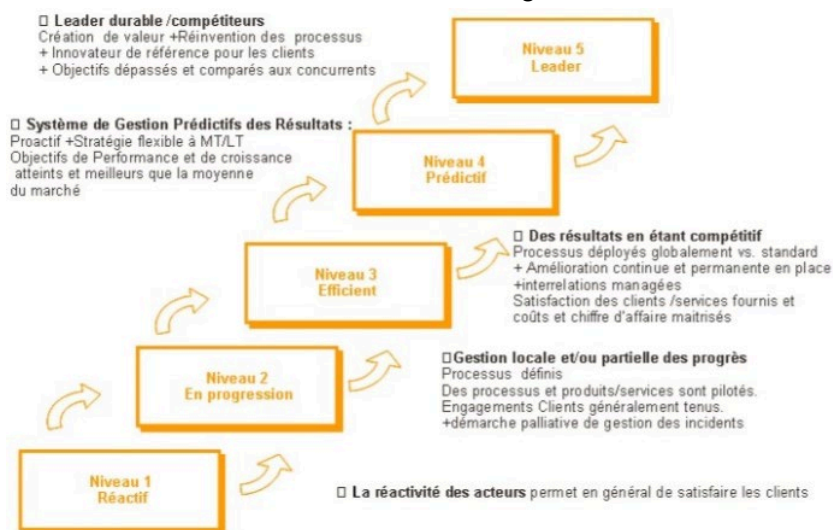 □ Leader durable /compétiteurs
Création de valeur +Réinvention des processus
+ Innovateur de référence pour les clients
+ Objectifs dépassés et comparés aux concurrents
Niveau 5
Leader
□ Système de Gestion Prédictifs des Résultats :
Proactif +Stratégie flexible à MT/LT
Objectifs de Performance et de croissance
atteints et meilleurs que la moyenne
du marché
Niveau 4
Prédictif
□ Des résultats en étant compétitif
Processus déployés globalement vs. standard
+ Amélioration continue et permanente en place
+interrelations managées
Satisfaction des clients /services fournis et
coûts et chiffre d'affaire maitrisés
Niveau 3
Efficient
□Gestion locale et/ou partielle des progrès
Processus définis
Des processus et produits/services sont pilotés.
Engagements Clients généralement tenus.
+démarche palliative de gestion des incidents
Niveau 2
En progression
Niveau 1
Réactif
□ La réactivité des acteurs permet en général de satisfaire les clients